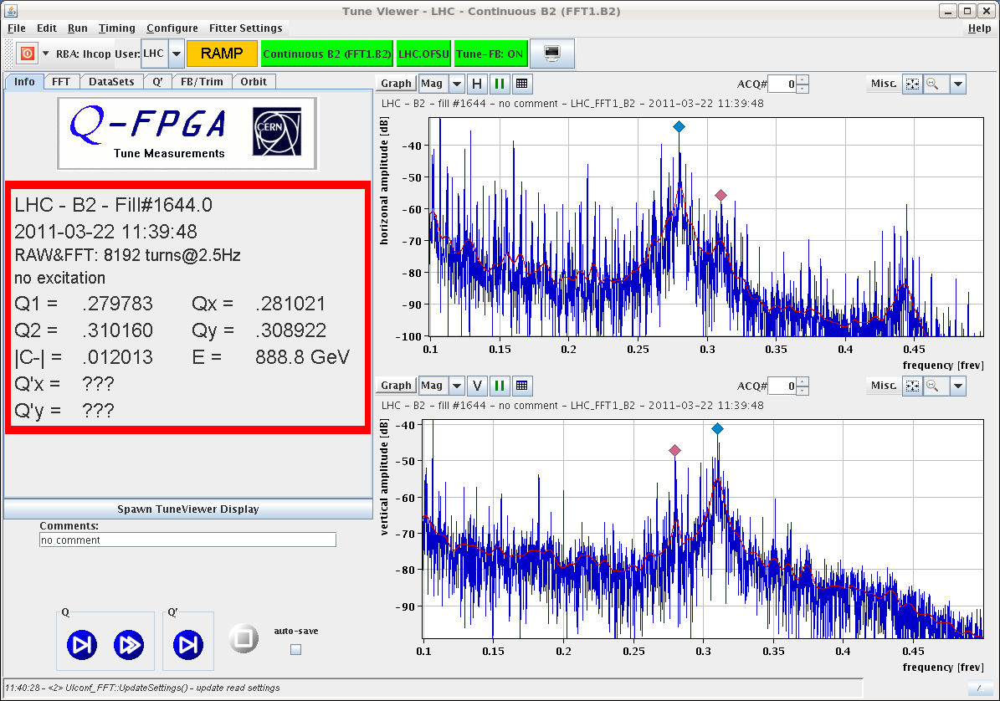 Tune Viewer - LHC - Continuous B2 (FFT1.B2)
File Edit Run Timing Configure Fitter Settings Help
RBA: lhcop User: LHC RAMP Continuous B2 (FFT1.B2) LHC.OFSU Tune-FB: ON
Info FFT DataSets Q' FB/Trim Orbit
Q-FPGA
Tune Measurements
CERN
LHC - B2 - Fill#1644.0
2011-03-22 11:39:48
RAW&FFT: 8192 turns@2.5Hz
no excitation
Q1 = .279783 Qx = .281021
Q2 = .310160 Qy = .308922
|C-| = .012013 E = 888.8 GeV
Q'x = ???
Q'y = ???
Spawn TuneViewer Display
Comments:
no comment
Q
Q'
auto-save
Graph Mag H ACQ# 0 Misc.
LHC - B2 - fill #1644 - no comment - LHC_FFT1_B2 - 2011-03-22 11:39:48
horizonal amplitude [dB]
-40
-50
-60
-70
-80
-90
-100
0.1 0.15 0.2 0.25 0.3 0.35 0.4 0.45
frequency [frev]
Graph Mag V ACQ# 0 Misc.
LHC - B2 - fill #1644 - no comment - LHC_FFT1_B2 - 2011-03-22 11:39:48
vertical amplitude [dB]
-40
-50
-60
-70
-80
-90
0.1 0.15 0.2 0.25 0.3 0.35 0.4 0.45
frequency [frev]
11:40:28 - <2> UIconf_FFT::UpdateSettings() - update read settings